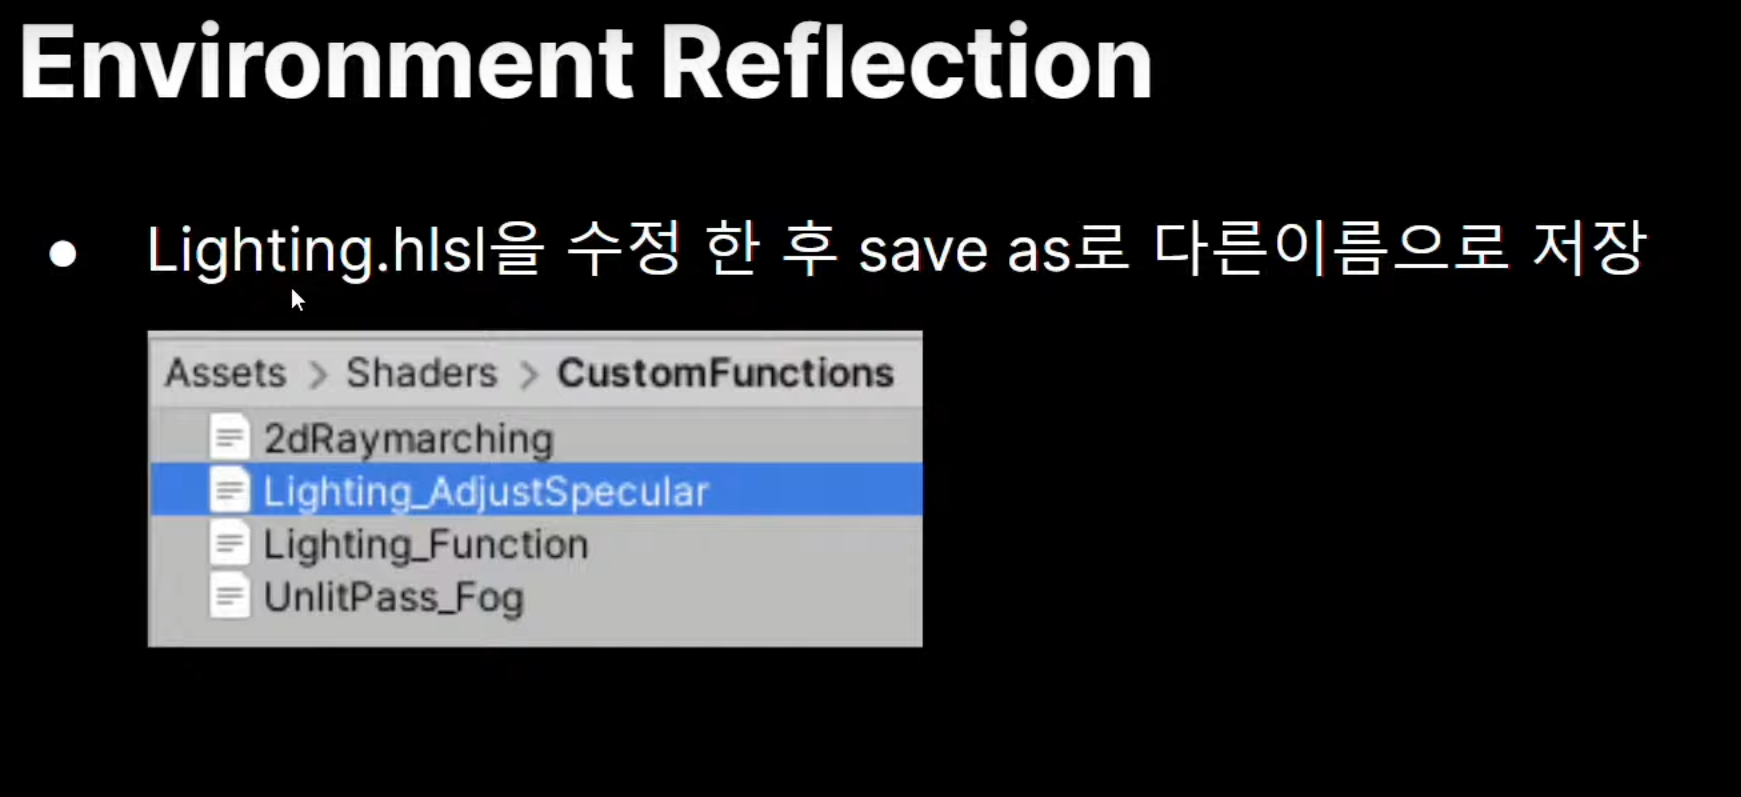 Environment Reflection
● Lighting.hlsl을 수정 한 후 save as로 다른이름으로 저장
Assets > Shaders > CustomFunctions
2dRaymarching
Lighting_AdjustSpecular
Lighting_Function
UnlitPass_Fog